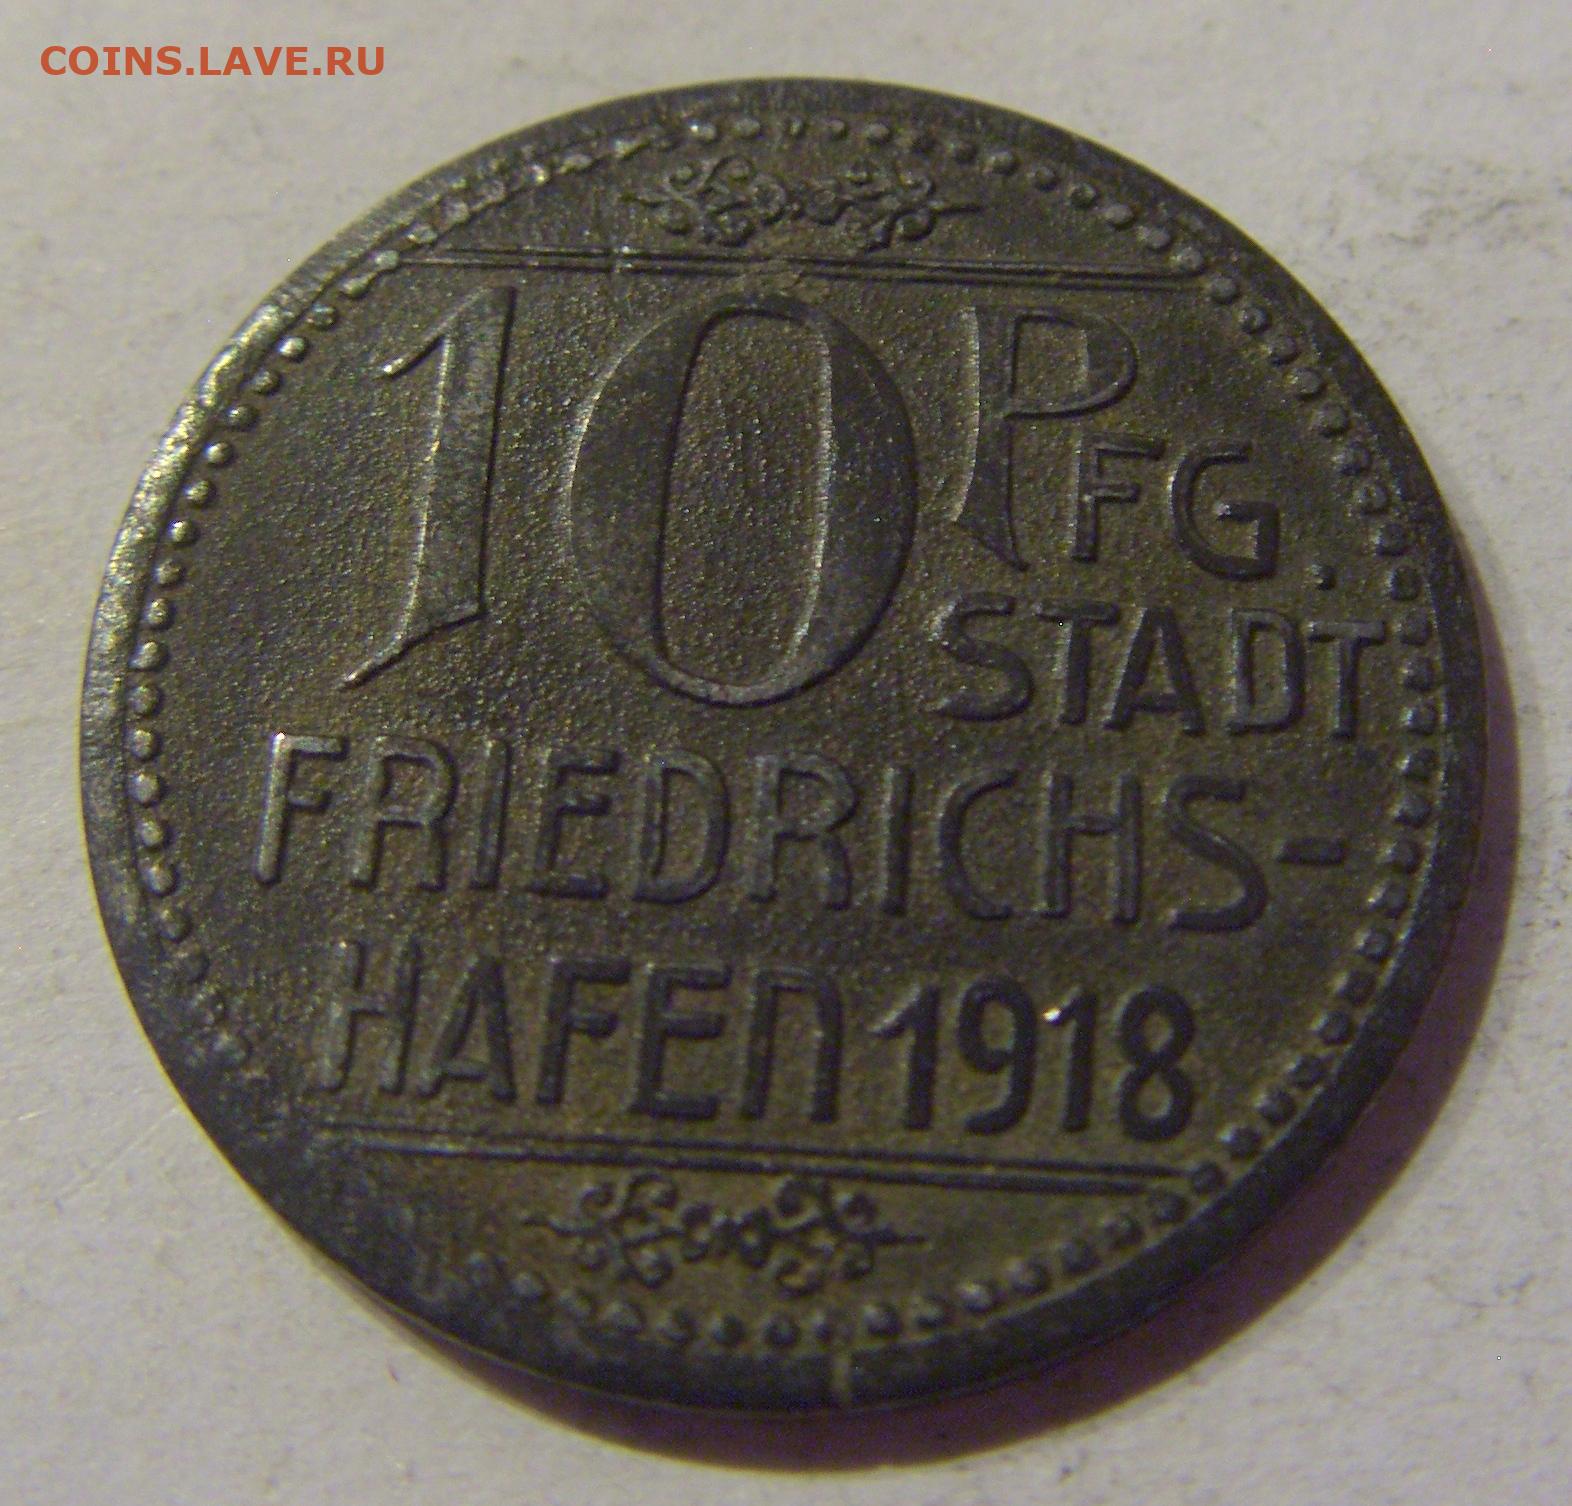 COINS.LAVE.RU
10 PFG.
STADT
FRIEDRICHS-
HAFEN 1918